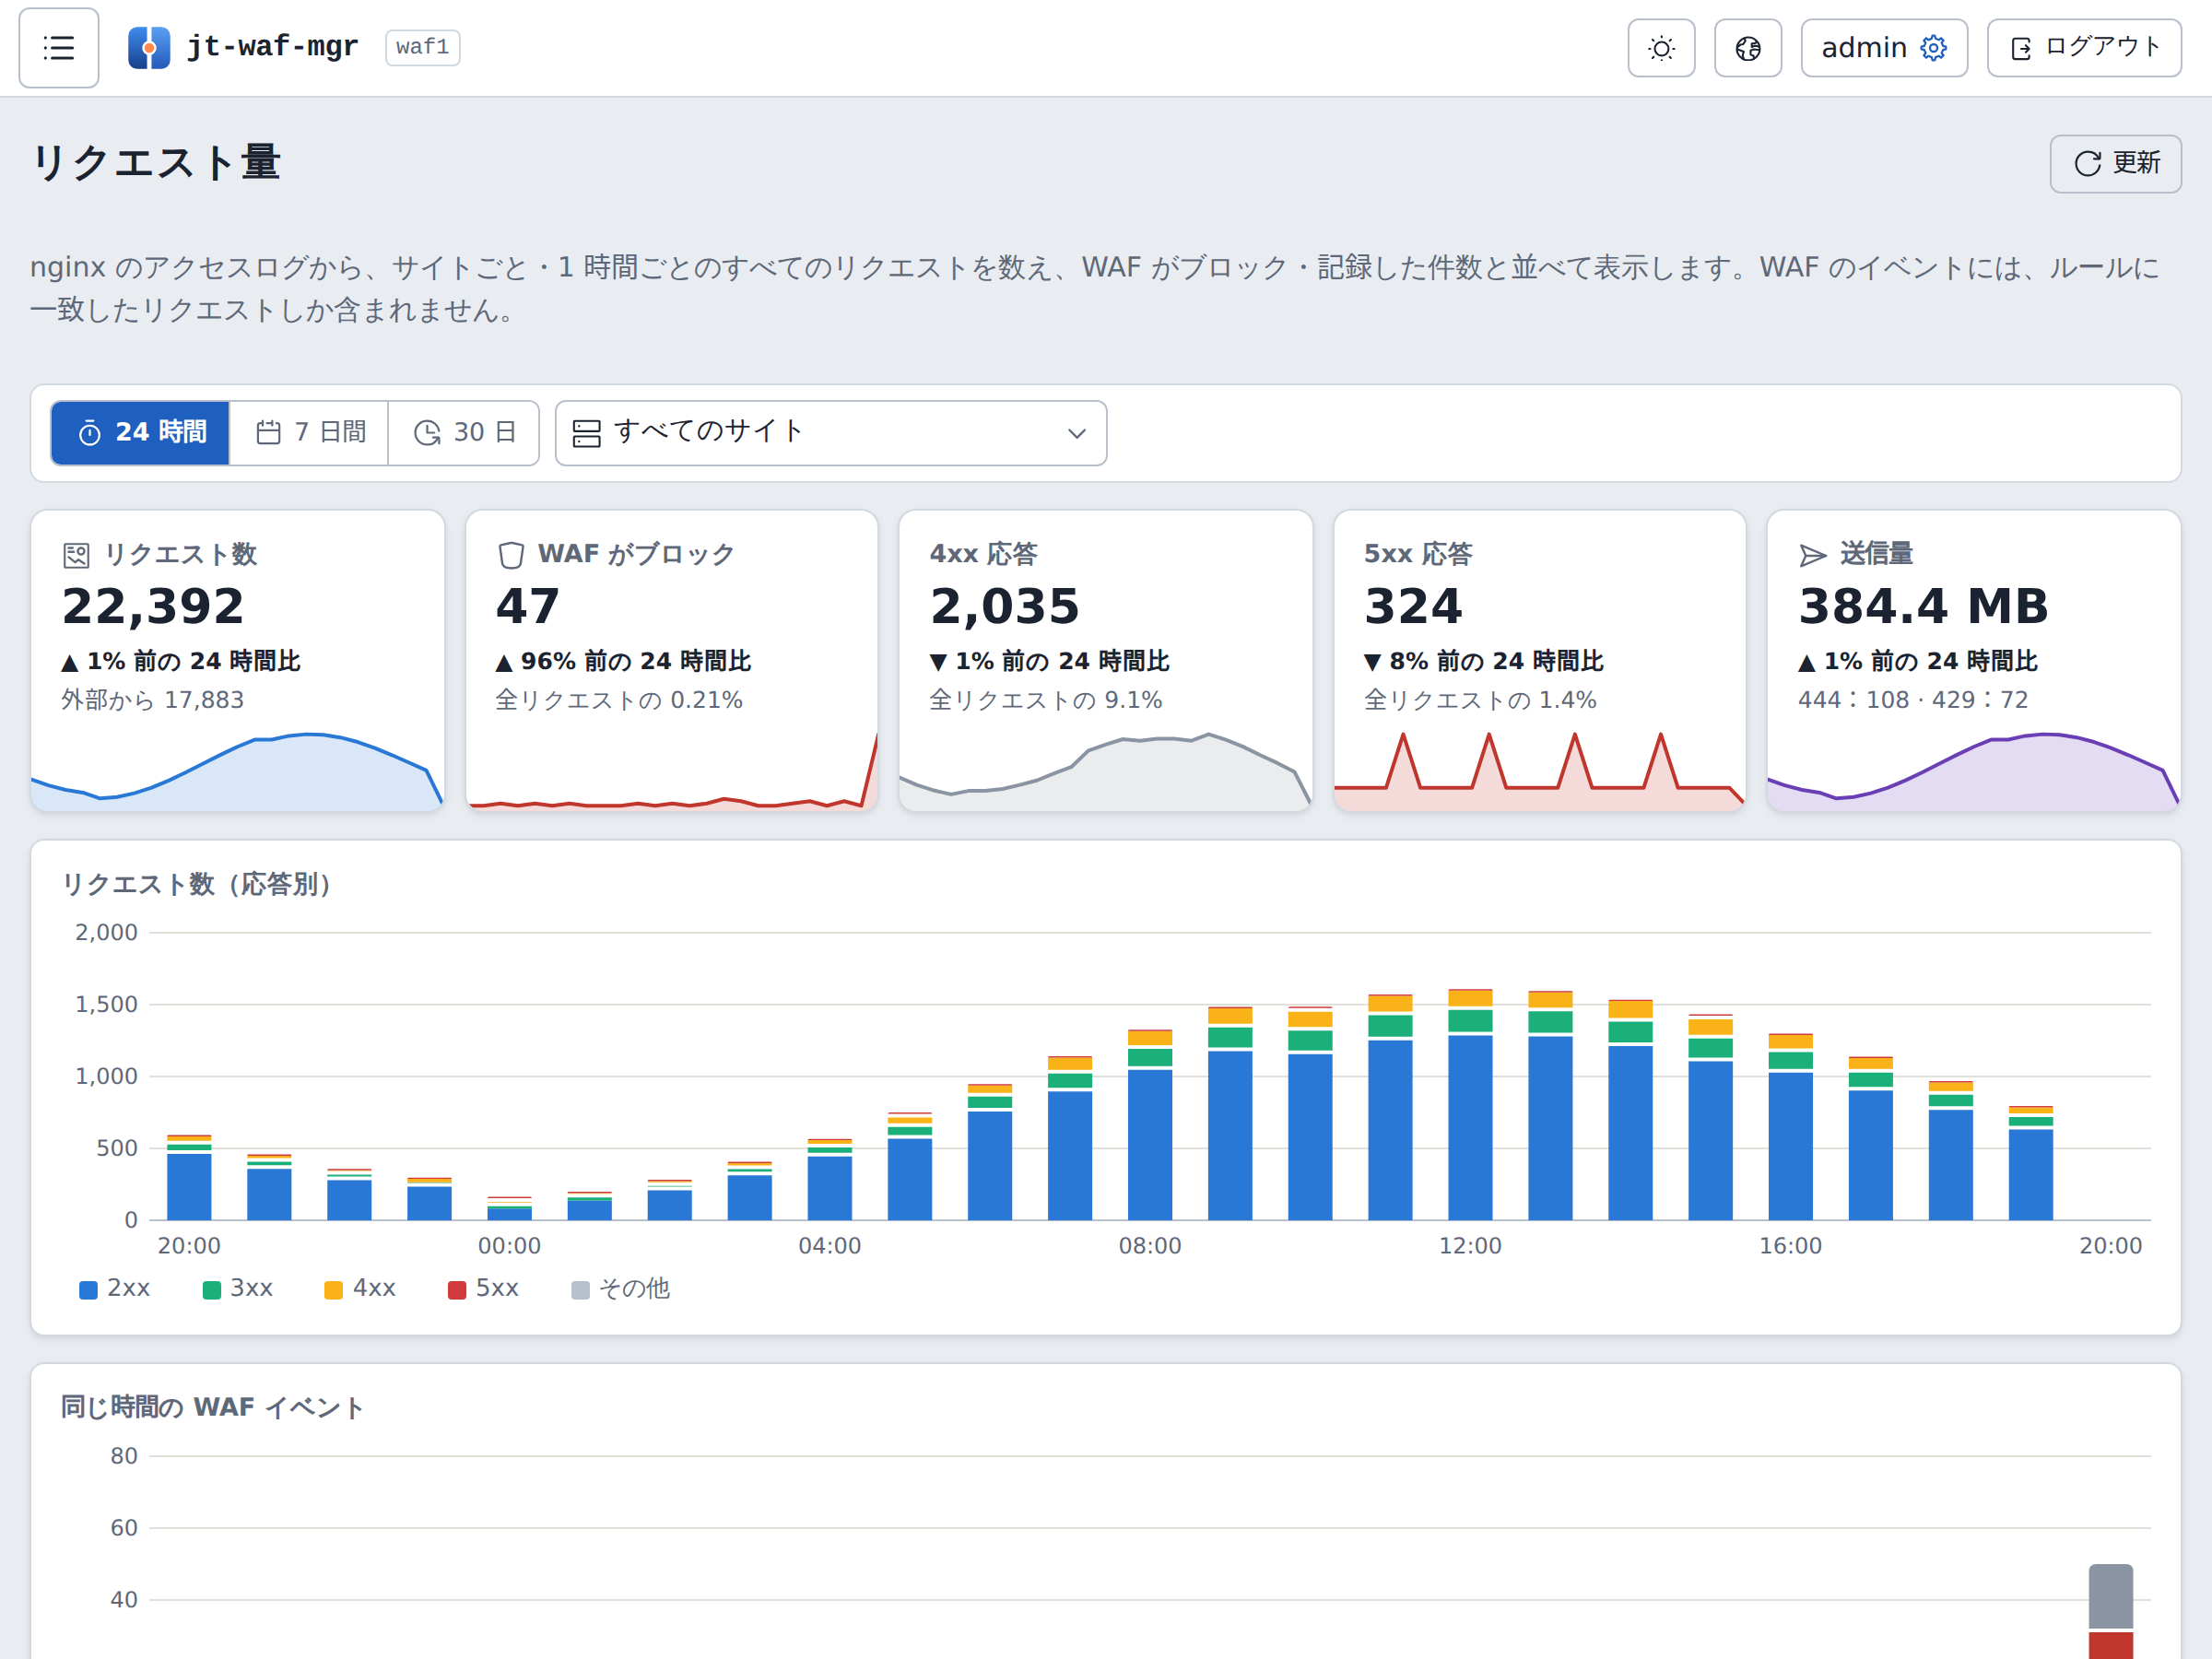 jt-waf-mgr
waf1
admin
ログアウト
リクエスト量
更新
nginx のアクセスログから、サイトごと・1 時間ごとのすべてのリクエストを数え、WAF がブロック・記録した件数と並べて表示します。WAF のイベントには、ルールに
一致したリクエストしか含まれません。
24 時間
7 日間
30 日
すべてのサイト
リクエスト数
22,392
▲ 1% 前の 24 時間比
外部から 17,883
WAF がブロック
47
▲ 96% 前の 24 時間比
全リクエストの 0.21%
4xx 応答
2,035
▼ 1% 前の 24 時間比
全リクエストの 9.1%
5xx 応答
324
▼ 8% 前の 24 時間比
全リクエストの 1.4%
送信量
384.4 MB
▲ 1% 前の 24 時間比
444：108 · 429：72
リクエスト数（応答別）
2,000
1,500
1,000
500
0
20:00 00:00 04:00 08:00 12:00 16:00 20:00
2xx 3xx 4xx 5xx その他
同じ時間の WAF イベント
80
60
40